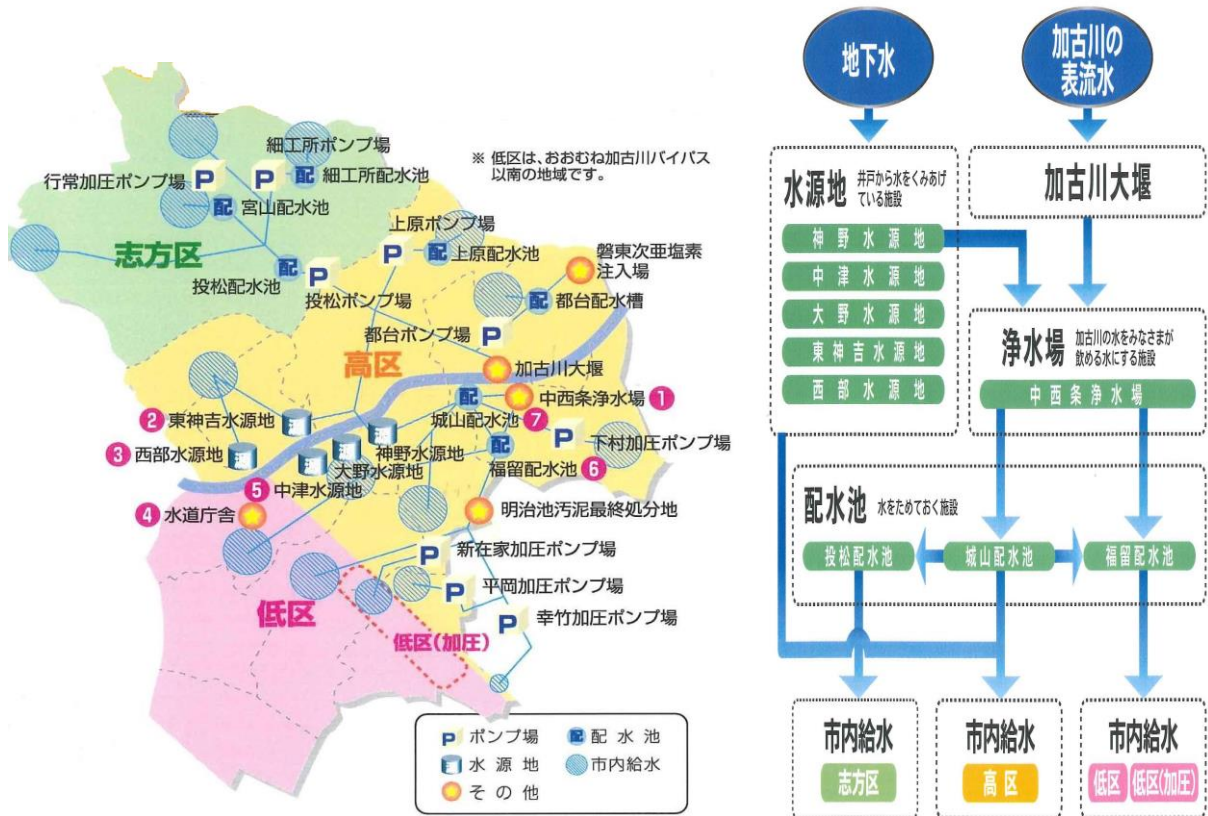 細工所ポンプ場
行常加圧ポンプ場
細工所配水池
宮山配水池
志方区
投松配水池
投松ポンプ場
※ 低区は、おおむね加古川バイパス
以南の地域です。
上原ポンプ場
上原配水池
磐東次亜塩素
注入場
都台配水槽
都台ポンプ場
高区
加古川大堰
中西条浄水場 1
城山配水池 7
2 東神吉水源地
3 西部水源地
神野水源地
大野水源地
5 中津水源地
下村加圧ポンプ場
福留配水池 6
4 水道庁舎
明治池汚泥最終処分地
新在家加圧ポンプ場
平岡加圧ポンプ場
幸竹加圧ポンプ場
低区
低区(加圧)
P ポンプ場 配 配水池
源 水源地 市内給水
その他
地下水
加古川の
表流水
水源地 井戸から水をくみあげ
ている施設
神野水源地
中津水源地
大野水源地
東神吉水源地
西部水源地
加古川大堰
浄水場 加古川の水をみなさまが
飲める水にする施設
中西条浄水場
配水池 水をためておく施設
投松配水池 城山配水池 福留配水池
市内給水 市内給水 市内給水
志方区 高区 低区 低区(加圧)